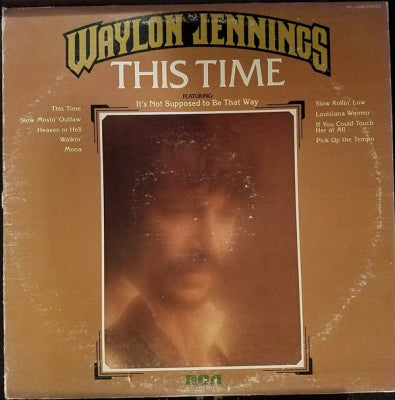 WAYLON JENNINGS
THIS TIME
FEATURING:
It's Not Supposed to Be That Way
This Time
Slow Movin' Outlaw
Heaven or Hell
Walkin'
Mona
Slow Rollin' Low
Louisiana Women
If You Could Touch
Her at All
Pick Up the Tempo
RCA